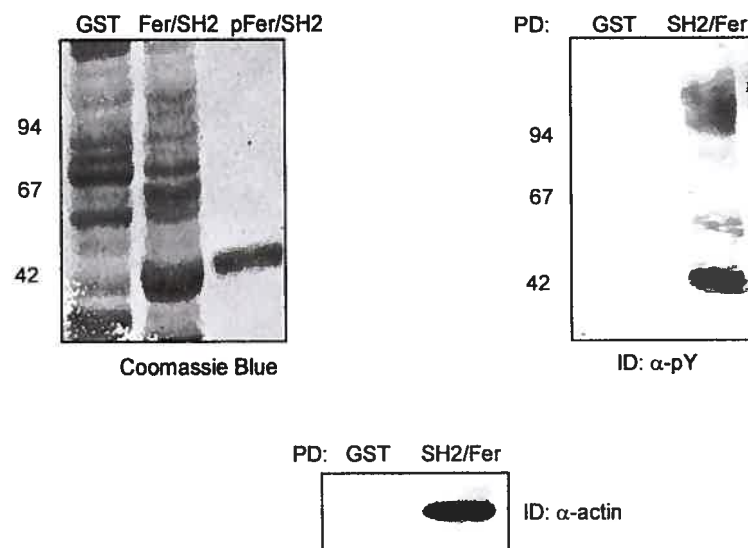 GST Fer/SH2 pFer/SH2
94
67
42
Coomassie Blue
PD: GST SH2/Fer
94
67
42
ID: α-pY
PD: GST SH2/Fer
ID: α-actin